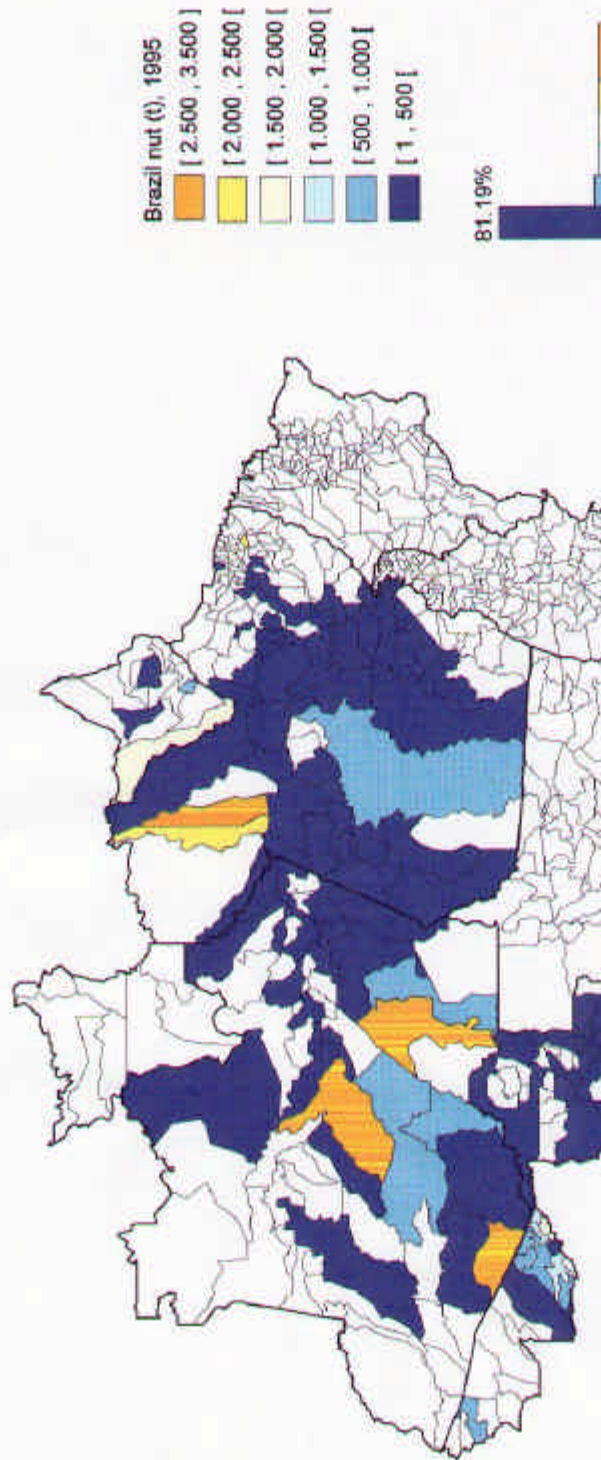 Brazil nut (t), 1995
[ 2.500 , 3.500 ]
[ 2.000 , 2.500 [
[ 1.500 , 2.000 [
[ 1.000 , 1.500 [
[ 500 , 1.000 [
[ 1 , 500 [
81.19%